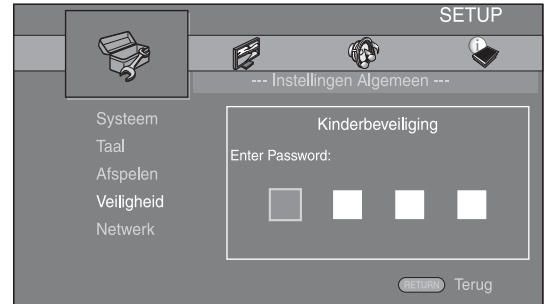 SETUP
--- Instellingen Algemeen ---
Systeem
Taal
Afspelen
Veiligheid
Netwerk
Kinderbeveiliging
Enter Password:
RETURN Terug